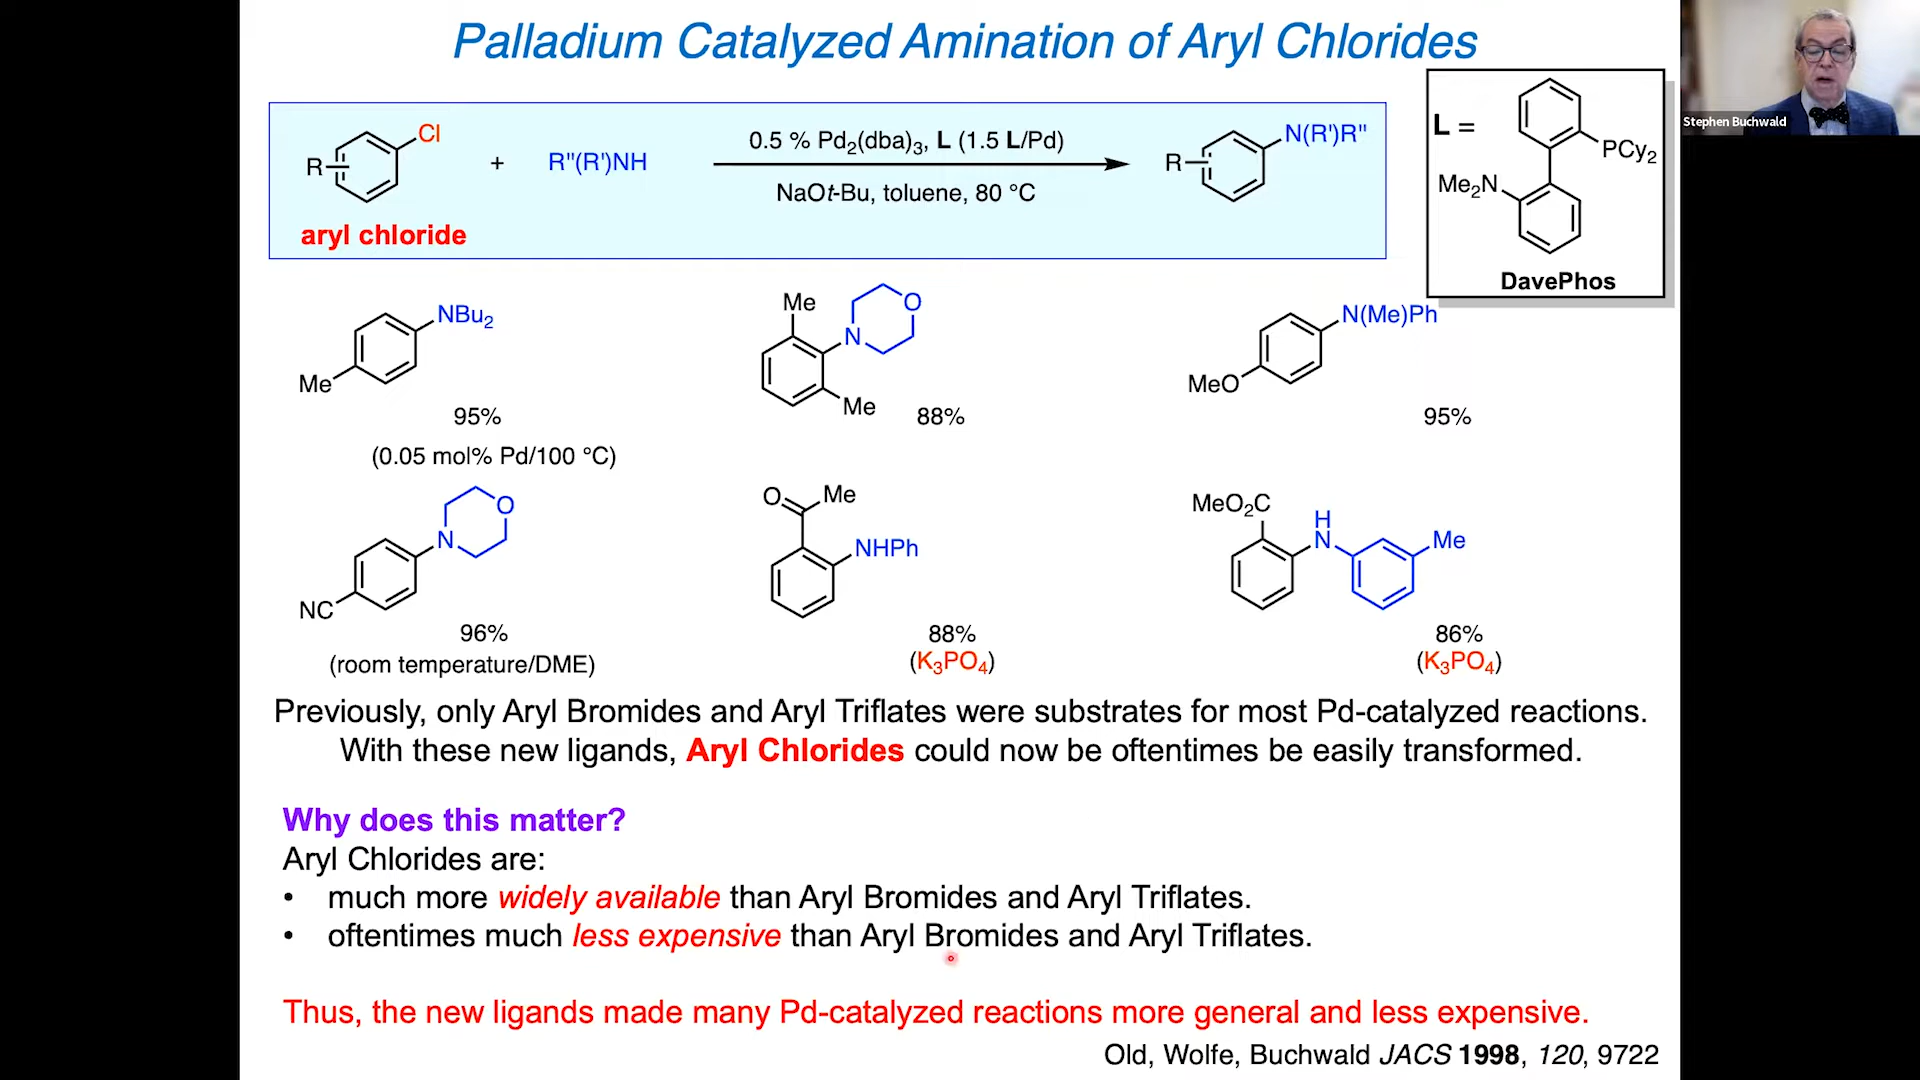 Palladium Catalyzed Amination of Aryl Chlorides
Stephen Buchwald
R
Cl
aryl chloride
+
R"(R')NH
0.5 % Pd2(dba)3, L (1.5 L/Pd)
NaOt-Bu, toluene, 80 °C
R
N(R')R"
L =
PCy2
Me2N
DavePhos
NBu2
Me
95%
(0.05 mol% Pd/100 °C)
Me
N
O
Me
88%
N(Me)Ph
MeO
95%
O
N
NC
96%
(room temperature/DME)
O
Me
NHPh
88%
(K3PO4)
MeO2C
H
N
Me
86%
(K3PO4)
Previously, only Aryl Bromides and Aryl Triflates were substrates for most Pd-catalyzed reactions.
With these new ligands, Aryl Chlorides could now be oftentimes be easily transformed.
Why does this matter?
Aryl Chlorides are:
• much more widely available than Aryl Bromides and Aryl Triflates.
• oftentimes much less expensive than Aryl Bromides and Aryl Triflates.
Thus, the new ligands made many Pd-catalyzed reactions more general and less expensive.
Old, Wolfe, Buchwald JACS 1998, 120, 9722